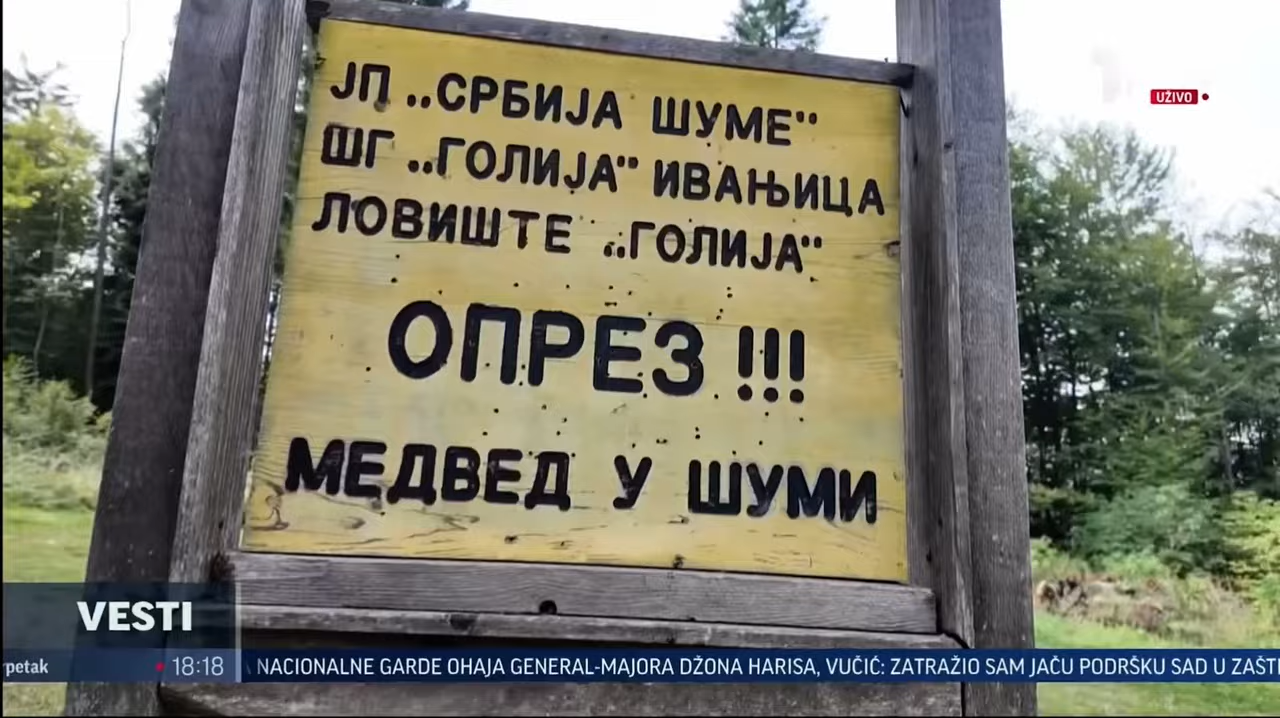 ЈП „СРБИЈА ШУМЕ"
ШГ „ГОЛИЈА" ИВАЊИЦА
ЛОВИШТЕ „ГОЛИЈА"
ОПРЕЗ !!!
МЕДВЕД У ШУМИ
UŽIVO
VESTI
petak
18:18
NACIONALNE GARDE OHAJA GENERAL-MAJORA DŽONA HARISA, VUČIĆ: ZATRAŽIO SAM JAČU PODRŠKU SAD U